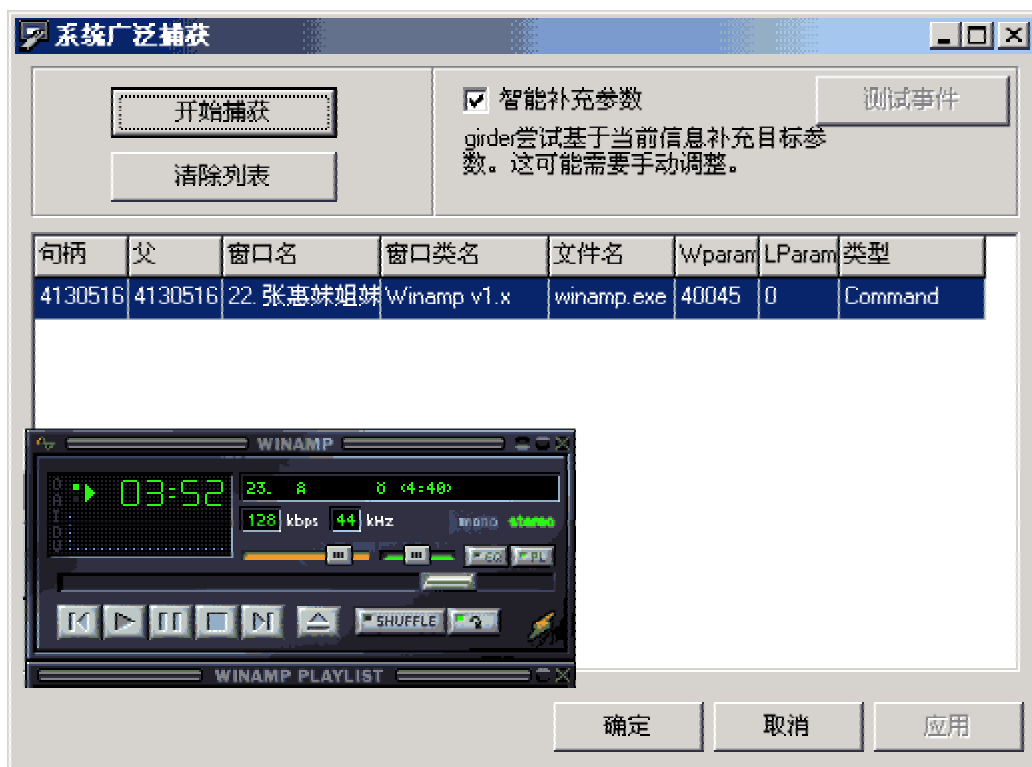 系统广泛捕获
开始捕获
清除列表
智能补充参数
测试事件
girder尝试基于当前信息补充目标参
数。这可能需要手动调整。
句柄 父 窗口名 窗口类名 文件名 Wparam LParam 类型
4130516 4130516 22. 张惠妹姐妹 Winamp v1.x winamp.exe 40045 0 Command
WINAMP
03:52
23. (4:40)
128 kbps 44 kHz mono stereo
EQ PL
SHUFFLE
WINAMP PLAYLIST
确定 取消 应用